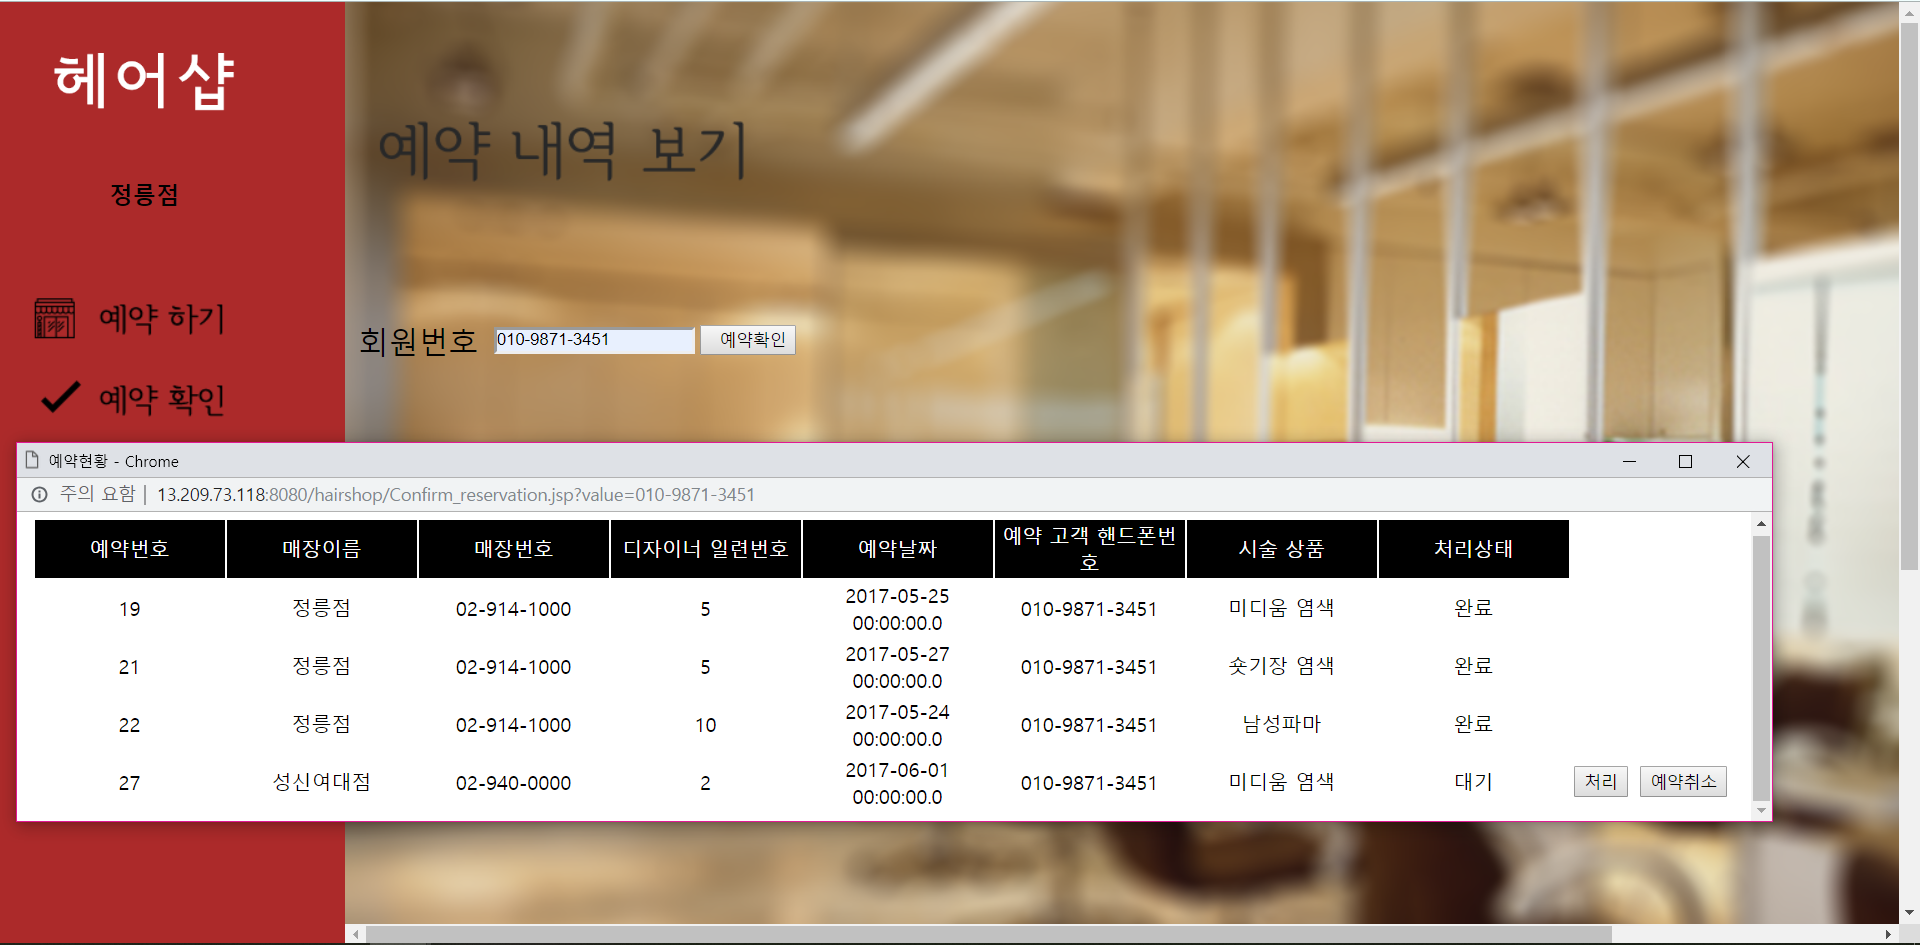 헤어샵
정릉점
예약 하기
예약 확인
예약 내역 보기
회원번호 010-9871-3451 예약확인
예약현황 - Chrome
주의 요함 | 13.209.73.118:8080/hairshop/Confirm_reservation.jsp?value=010-9871-3451
예약번호 매장이름 매장번호 디자이너 일련번호 예약날짜 예약 고객 핸드폰번호 시술 상품 처리상태
19 정릉점 02-914-1000 5 2017-05-25 00:00:00.0 010-9871-3451 미디움 염색 완료
21 정릉점 02-914-1000 5 2017-05-27 00:00:00.0 010-9871-3451 숏기장 염색 완료
22 정릉점 02-914-1000 10 2017-05-24 00:00:00.0 010-9871-3451 남성파마 완료
27 성신여대점 02-940-0000 2 2017-06-01 00:00:00.0 010-9871-3451 미디움 염색 대기 처리 예약취소